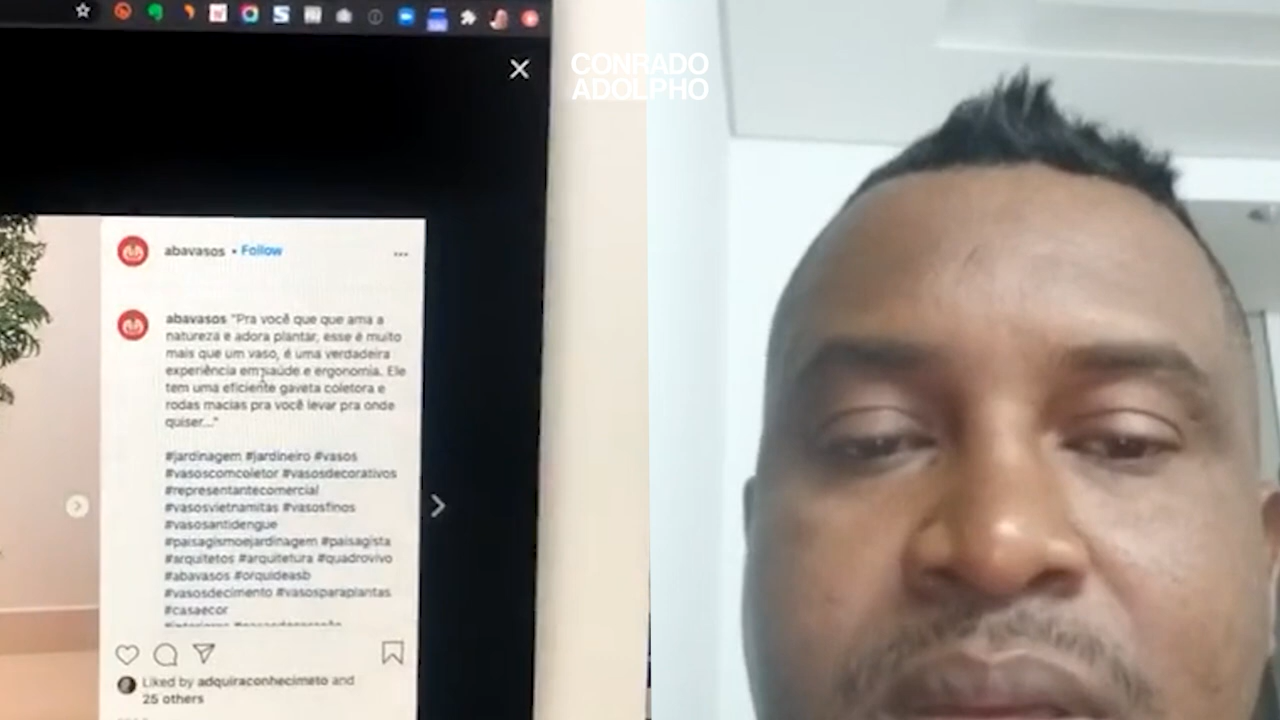 CONRADO
ADOLPHO
abavasos • Follow
abavasos "Pra você que que ama a
natureza e adora plantar, esse é muito
mais que um vaso, é uma verdadeira
experiência em saúde e ergonomia. Ele
tem uma eficiente gaveta coletora e
rodas macias pra você levar pra onde
quiser..."
#jardinagem #jardineiro #vasos
#vasoscomcoletor #vasosdecorativos
#representantecomercial
#vasosvietnamitas #vasosfinos
#vasosantidengue
#paisagismoejardinagem #paisagista
#arquitetos #arquitetura #quadrovivo
#abavasos #orquideasb
#vasosdecimento #vasosparaplantas
#casaecor
Liked by adquiraconhecimeto and
25 others